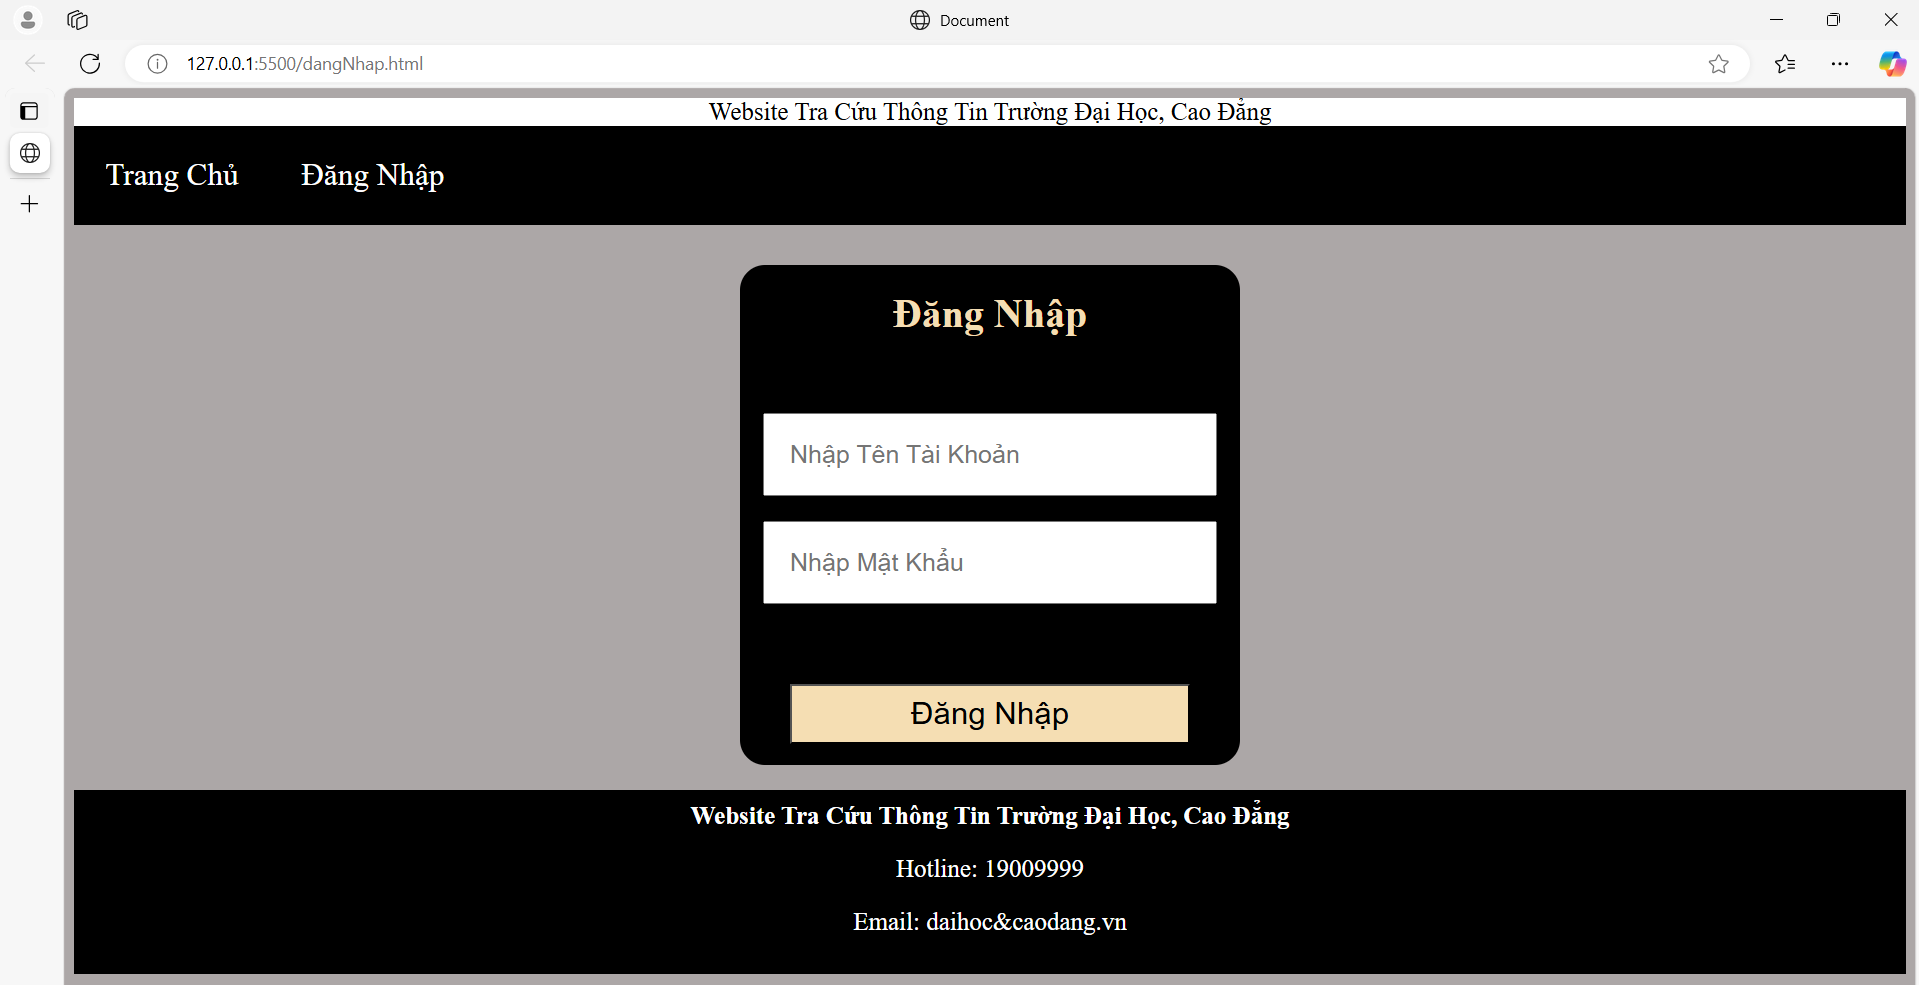 Document
127.0.0.1:5500/dangNhap.html
Website Tra Cứu Thông Tin Trường Đại Học, Cao Đẳng
Trang Chủ Đăng Nhập
Đăng Nhập
Nhập Tên Tài Khoản
Nhập Mật Khẩu
Đăng Nhập
Website Tra Cứu Thông Tin Trường Đại Học, Cao Đẳng
Hotline: 19009999
Email: daihoc&caodang.vn